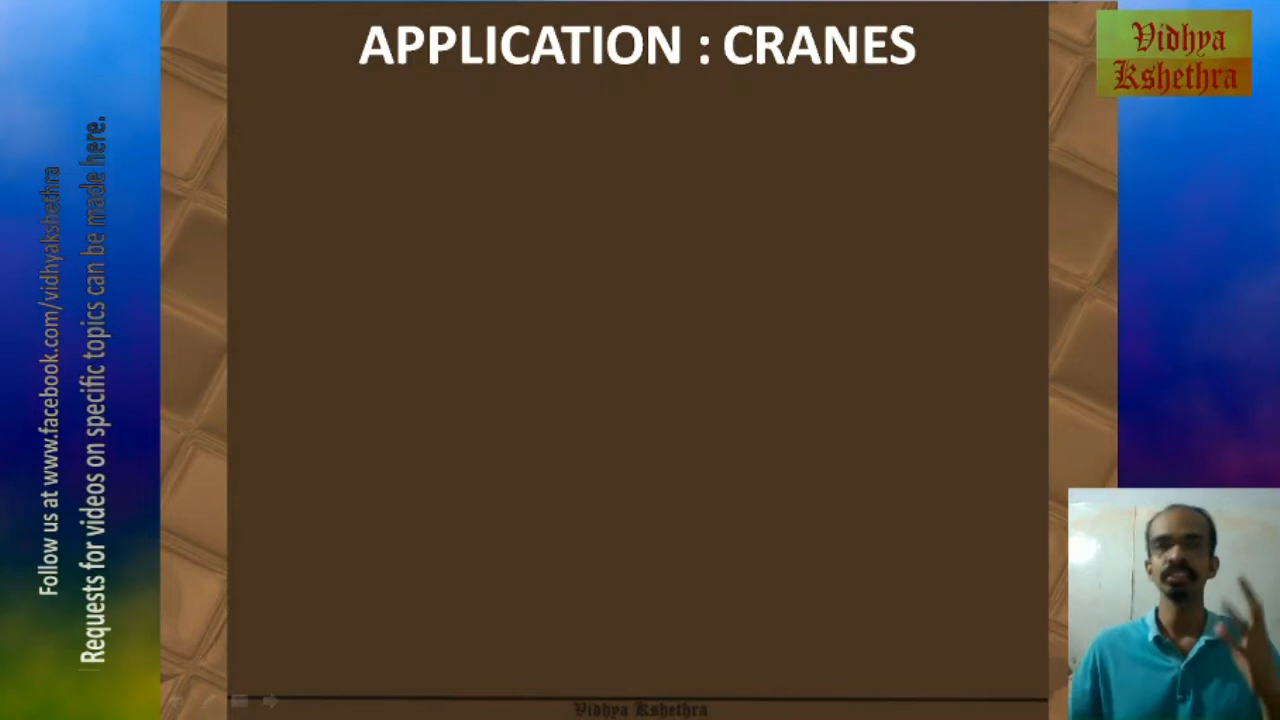 APPLICATION : CRANES
Vidhya
Kshethra
Follow us at www.facebook.com/vidhyakshethra
Requests for videos on specific topics can be made here.
Vidhya Kshethra